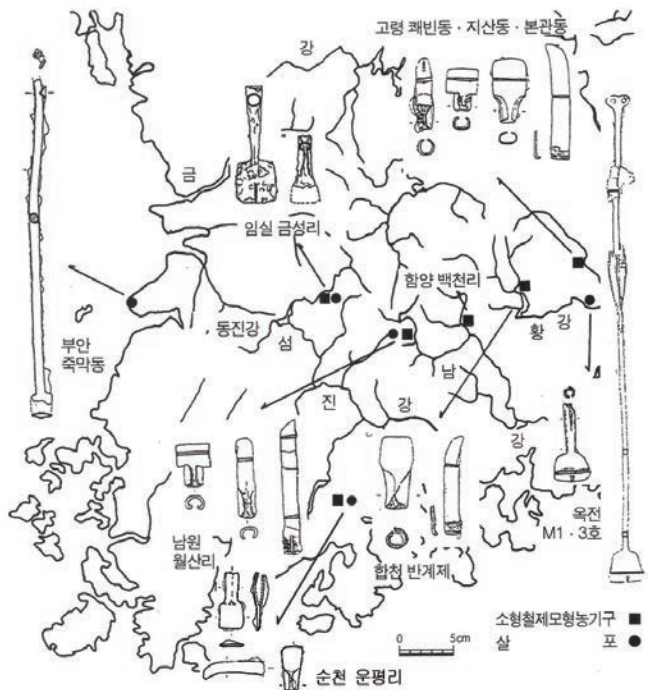 고령 쾌빈동 · 지산동 · 본관동
강
금
임실 금성리
함양 백천리
동진강
섬
황
강
부안
죽막동
남
진
강
강
옥전
M1 · 3호
남원
월산리
합천 반계제
소형철제모형농기구
살 포
0 5cm
순천 운평리